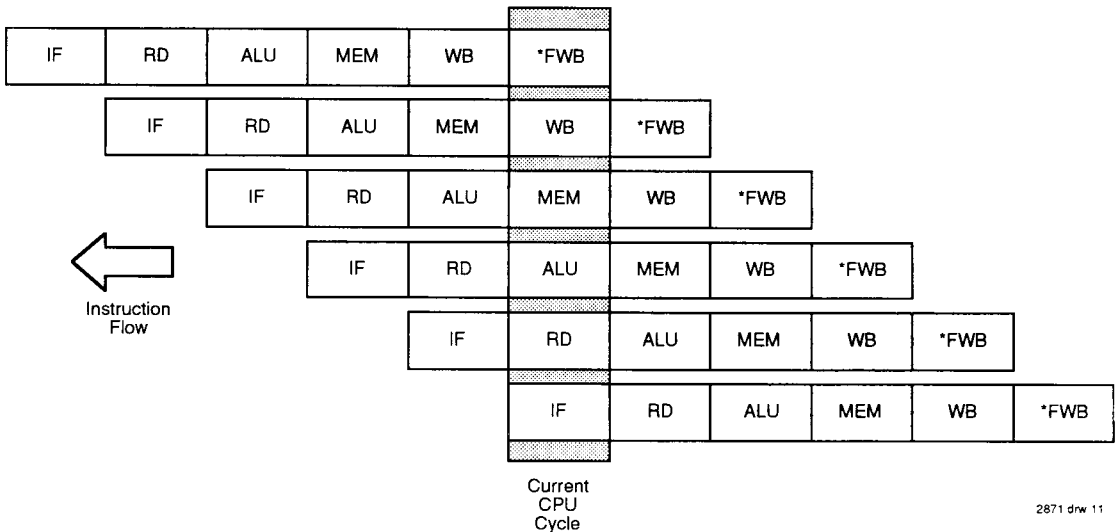 IF RD ALU MEM WB *FWB
IF RD ALU MEM WB *FWB
IF RD ALU MEM WB *FWB
IF RD ALU MEM WB *FWB
IF RD ALU MEM WB *FWB
IF RD ALU MEM WB *FWB
Instruction
Flow
Current
CPU
Cycle
2871 drw 11